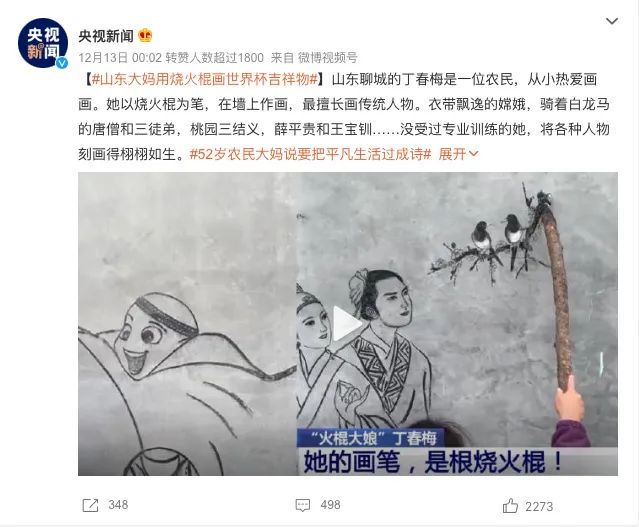 央视
新闻
央视新闻
12月13日 00:02 转赞人数超过1800 来自 微博视频号
【#山东大妈用烧火棍画世界杯吉祥物#】山东聊城的丁春梅是一位农民，从小热爱画
画。她以烧火棍为笔，在墙上作画，最擅长画传统人物。衣带飘逸的嫦娥，骑着白龙马
的唐僧和三徒弟，桃园三结义，薛平贵和王宝钏……没受过专业训练的她，将各种人物
刻画得栩栩如生。#52岁农民大妈说要把平凡生活过成诗# 展开
“火棍大娘”丁春梅
她的画笔，是根烧火棍！
348
498
2273